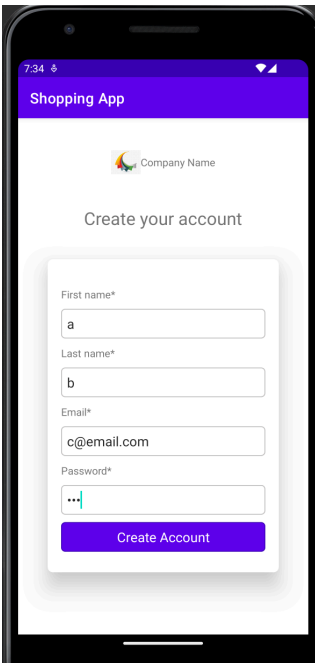 7:34
Shopping App
Company Name
Create your account
First name*
a
Last name*
b
Email*
c@email.com
Password*
•••
Create Account